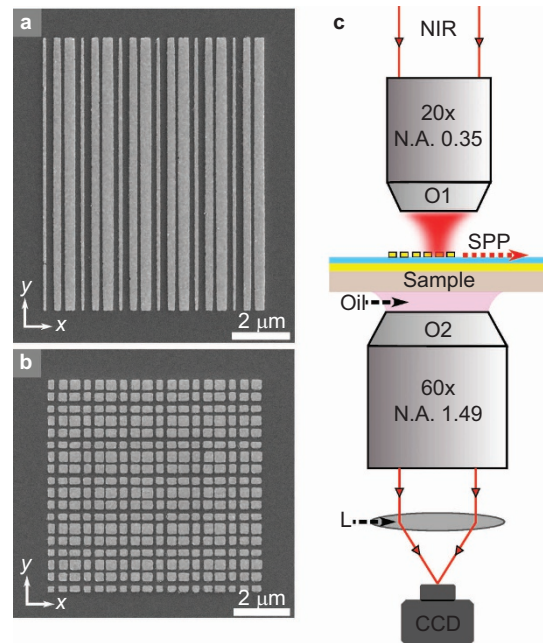 a
y
x
2 μm
b
y
x
2 μm
c
NIR
20x
N.A. 0.35
O1
SPP
Sample
Oil
O2
60x
N.A. 1.49
L
CCD